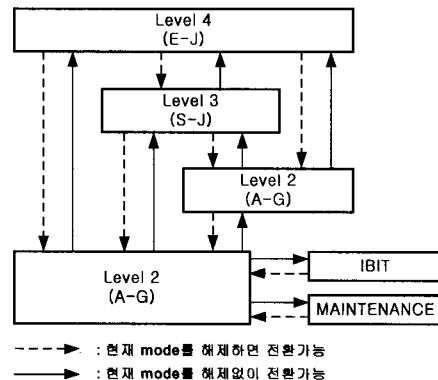 Level 4
(E-J)
Level 3
(S-J)
Level 2
(A-G)
Level 2
(A-G)
IBIT
MAINTENANCE
: 현재 mode를 해제하면 전환가능
: 현재 mode를 해제없이 전환가능